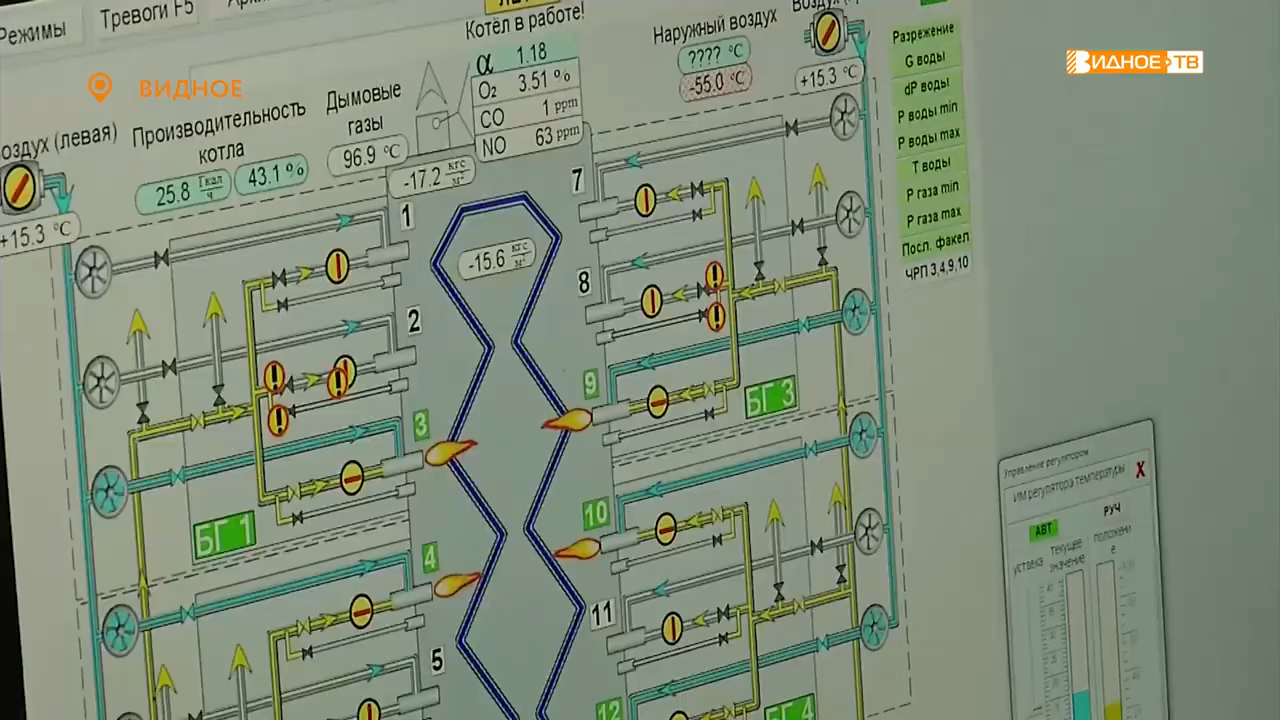 Режимы
Тревоги F5
Котёл в работе!
Наружный воздух
ВИДНОЕ
ВИДНОЕ ТВ
α 1.18
O₂ 3.51 %
CO 1 ppm
NO 63 ppm
???? °C
-55.0 °C
+15.3 °C
Разрежение
G воды
dP воды
P воды min
P воды max
T воды
P газа min
P газа max
Посл. факел
ЧРП 3,4,9,10
Производительность
котла
25.8 Гкал/ч
43.1 %
Дымовые
газы
96.9 °C
-17.2 кгс/м²
-15.6 кгс/м²
(левая)
+15.3 °C
1
2
3
4
5
7
8
9
10
11
12
БГ 1
БГ 3
БГ 4
Управление регулятором
ИМ регулятора температуры
X
АВТ
РУЧ
уставка
текущее
значение
положени
е